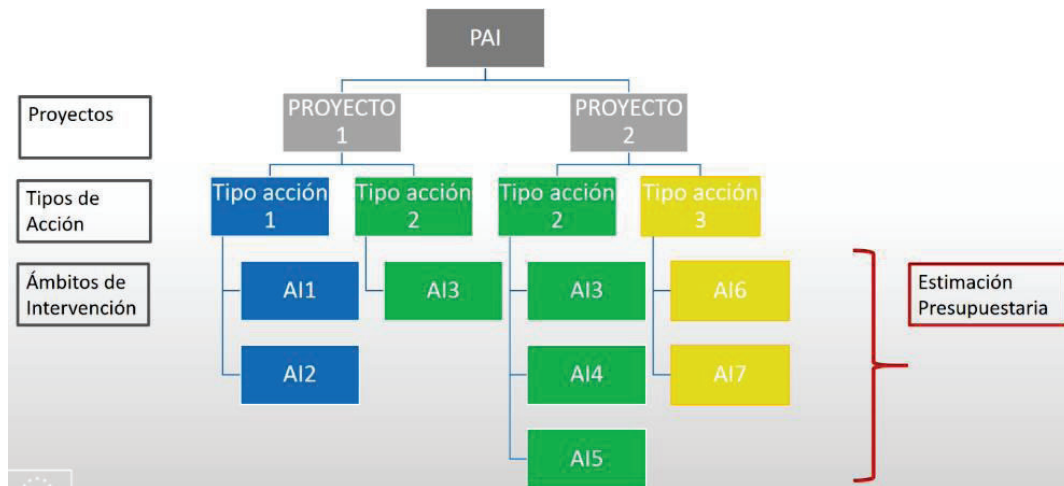 PAI
Proyectos
PROYECTO
1
PROYECTO
2
Tipos de
Acción
Tipo acción
1
Tipo acción
2
Tipo acción
2
Tipo acción
3
Ámbitos de
Intervención
AI1
AI3
AI3
AI6
Estimación
Presupuestaria
AI2
AI4
AI7
AI5